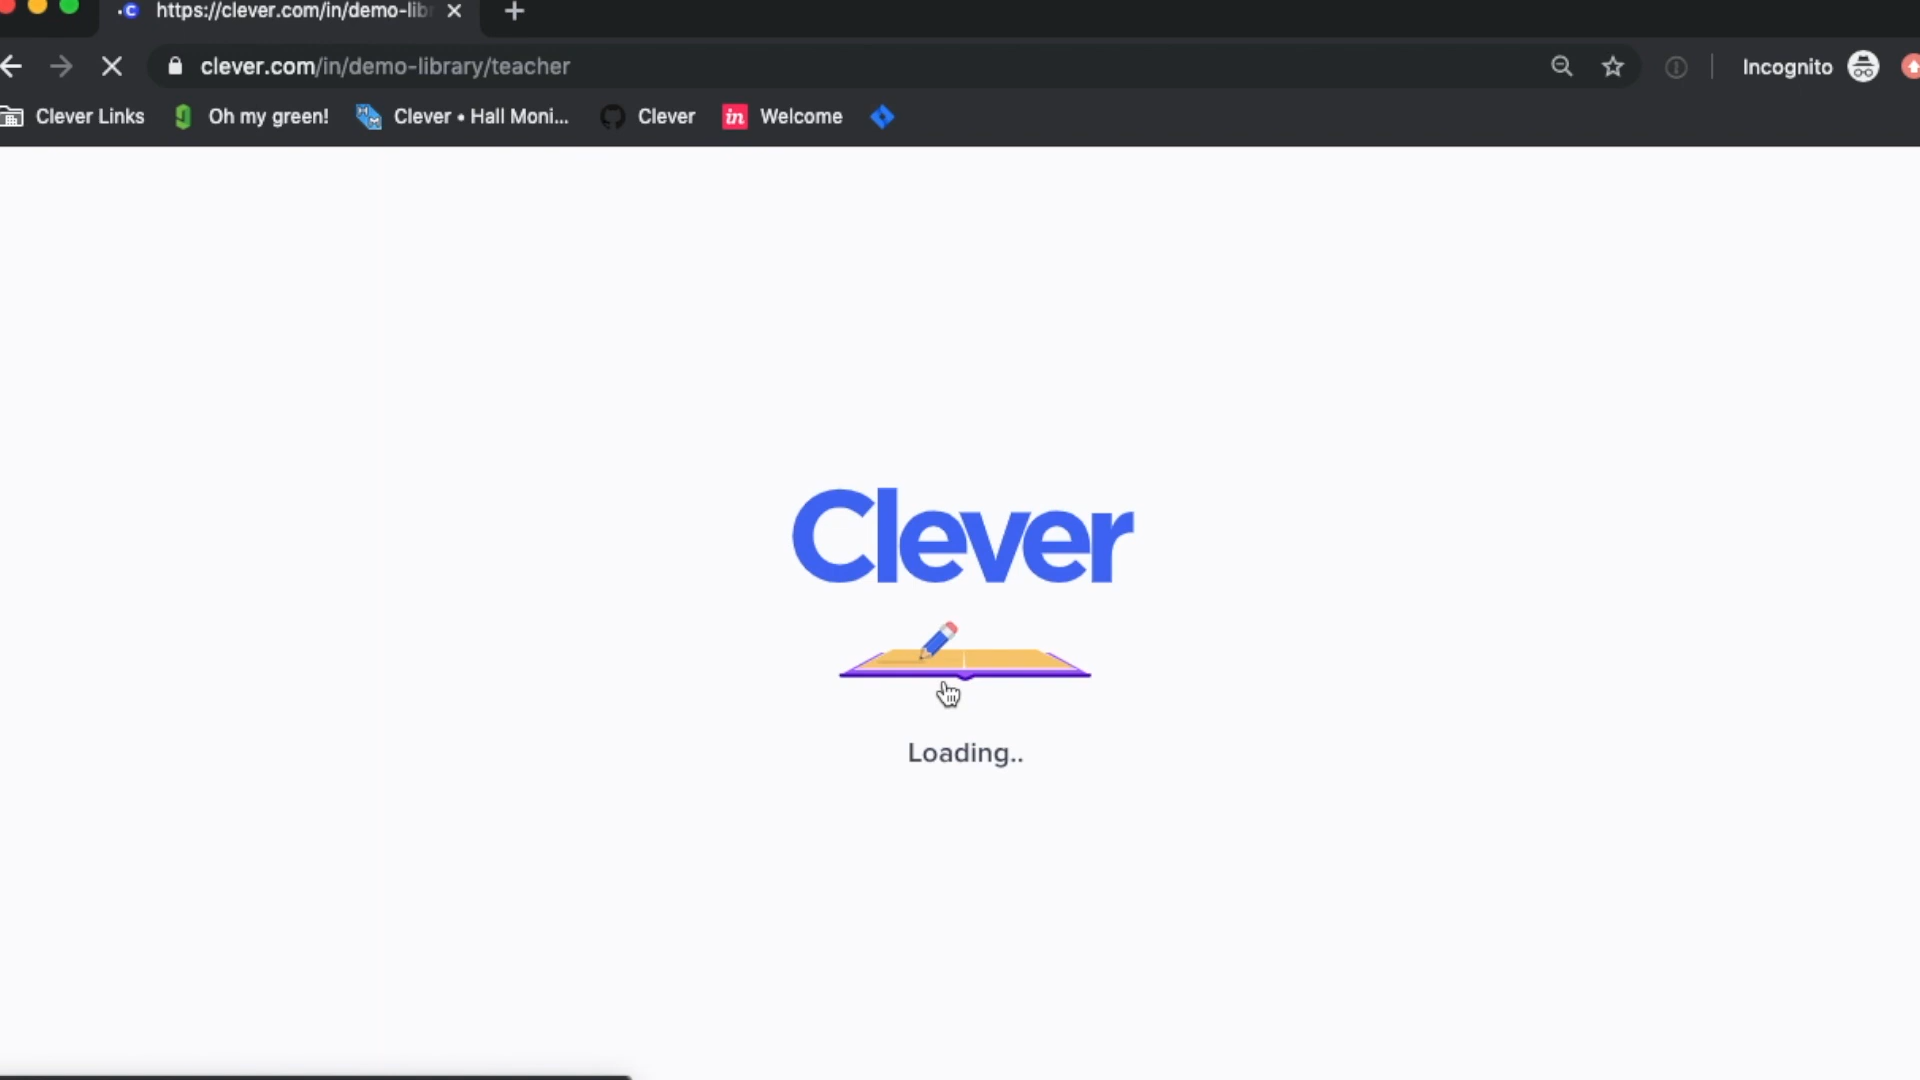 https://clever.com/in/demo-lib
clever.com/in/demo-library/teacher
Incognito
Clever Links
Oh my green!
Clever • Hall Moni...
Clever
in
Welcome
Clever
Loading..